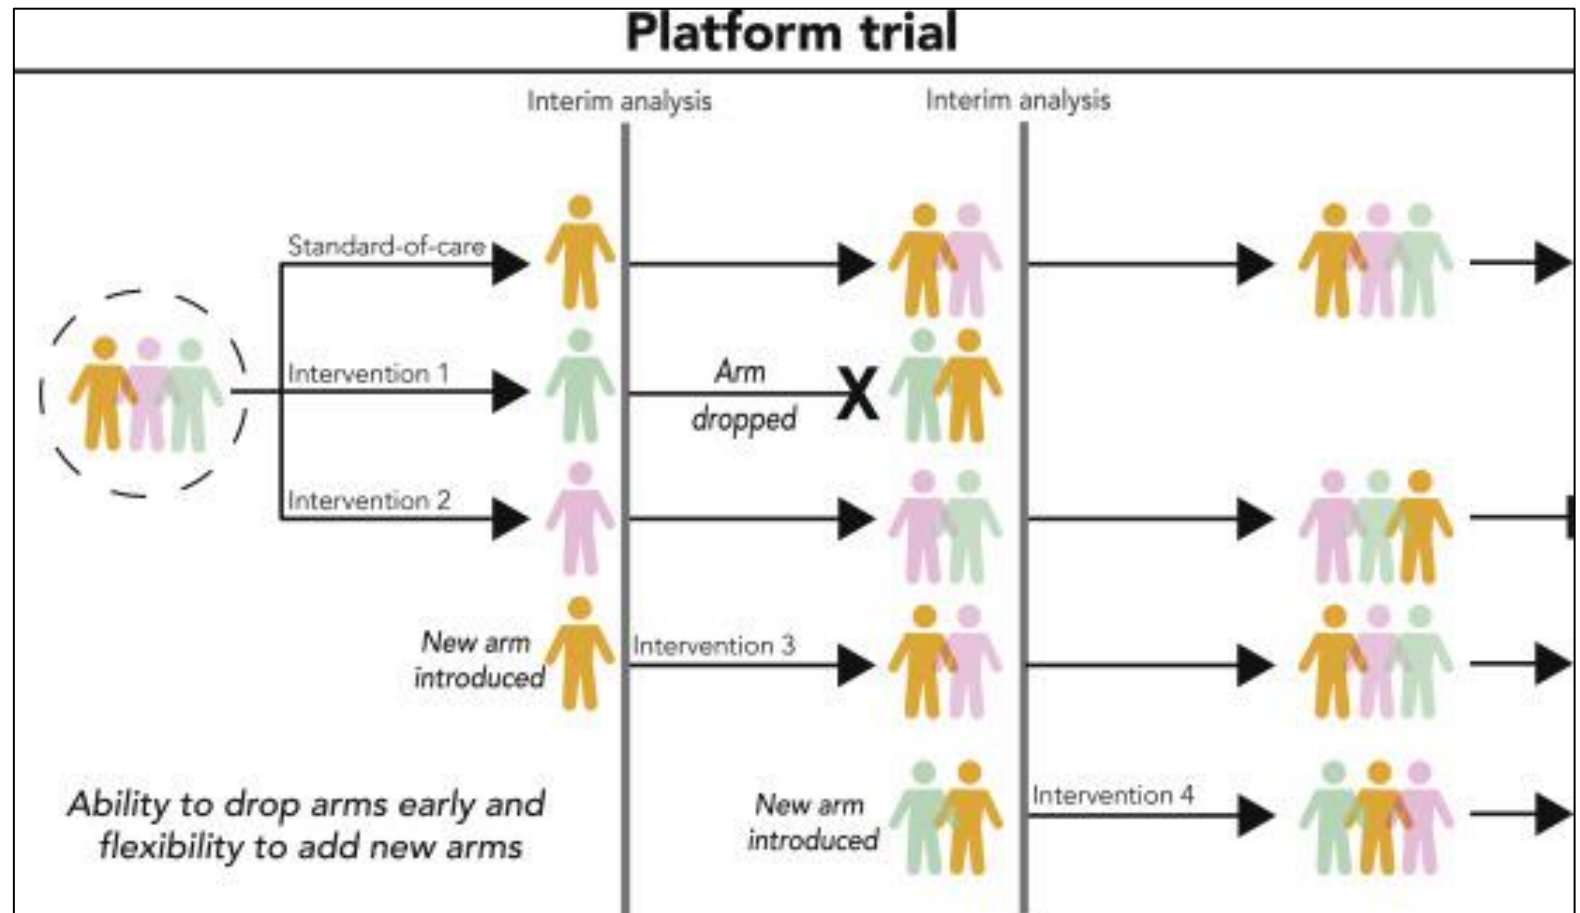 Platform trial
Interim analysis
Interim analysis
Standard-of-care
Intervention 1
Arm
dropped
X
Intervention 2
New arm
introduced
Intervention 3
Ability to drop arms early and
flexibility to add new arms
New arm
introduced
Intervention 4